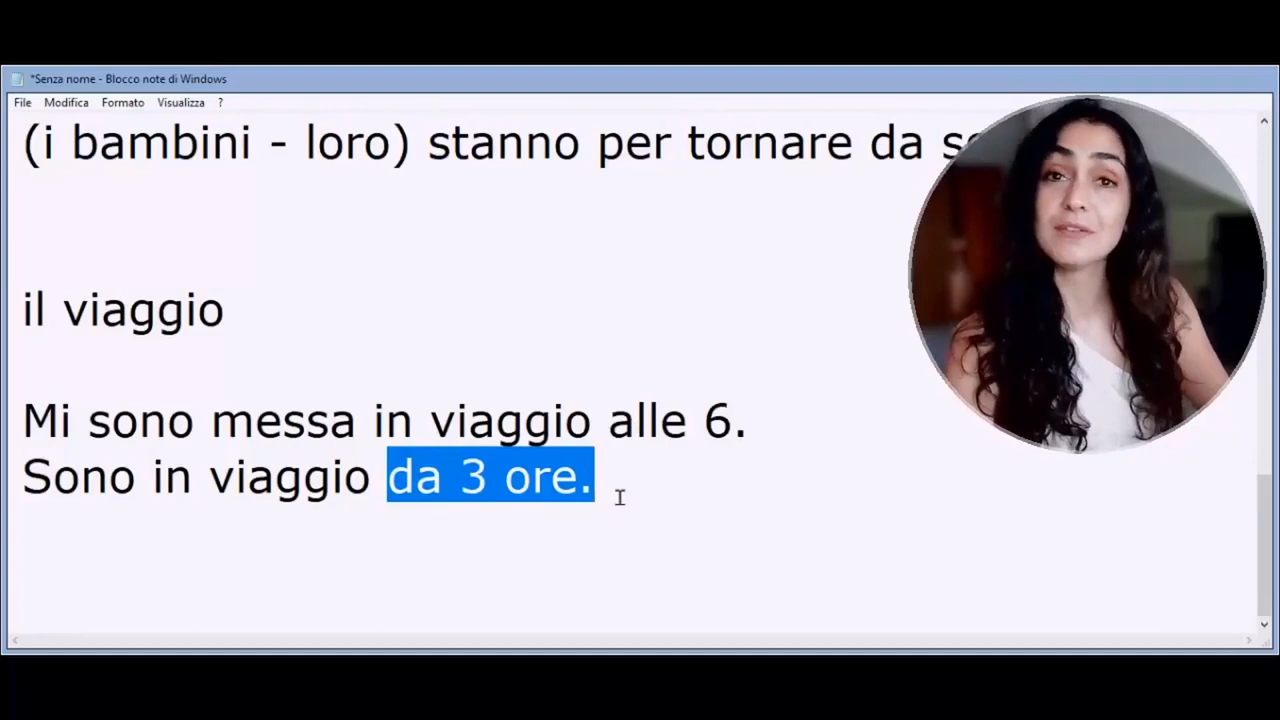 *Senza nome - Blocco note di Windows
File Modifica Formato Visualizza ?
(i bambini - loro) stanno per tornare da
il viaggio
Mi sono messa in viaggio alle 6.
Sono in viaggio da 3 ore.